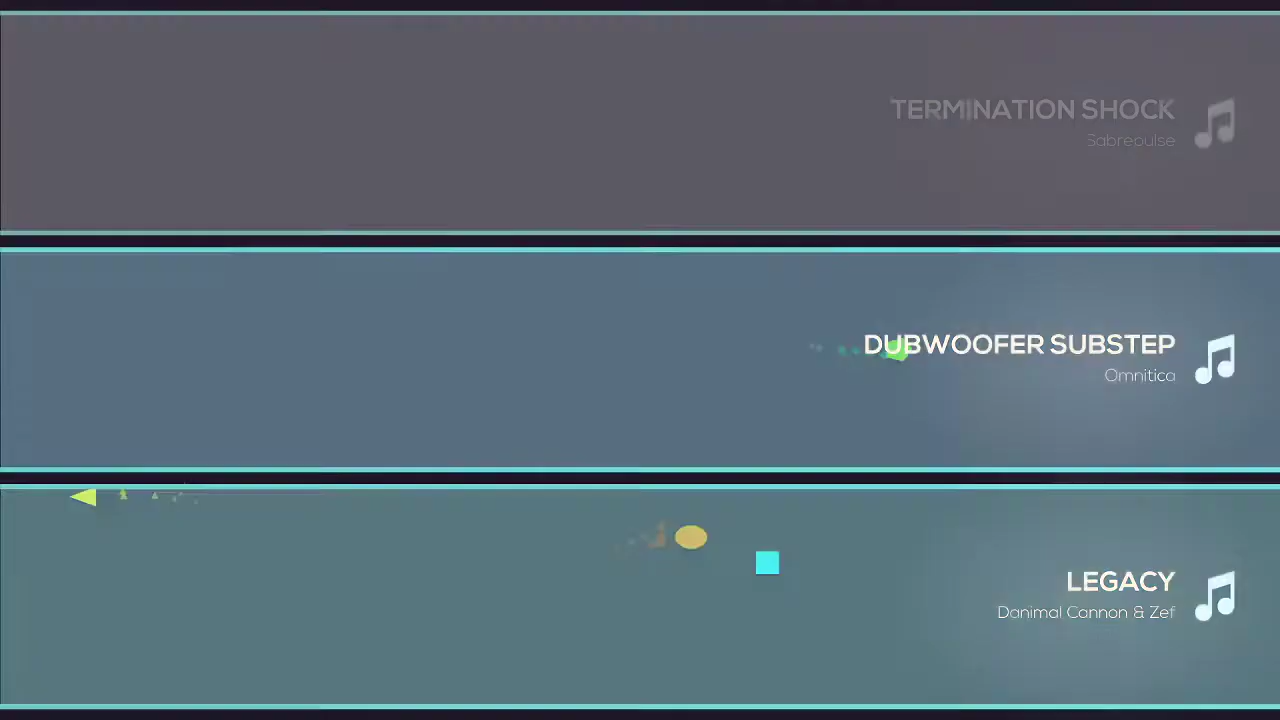 TERMINATION SHOCK
Sabrepulse
DUBWOOFER SUBSTEP
Omnitica
LEGACY
Danimal Cannon & Zef